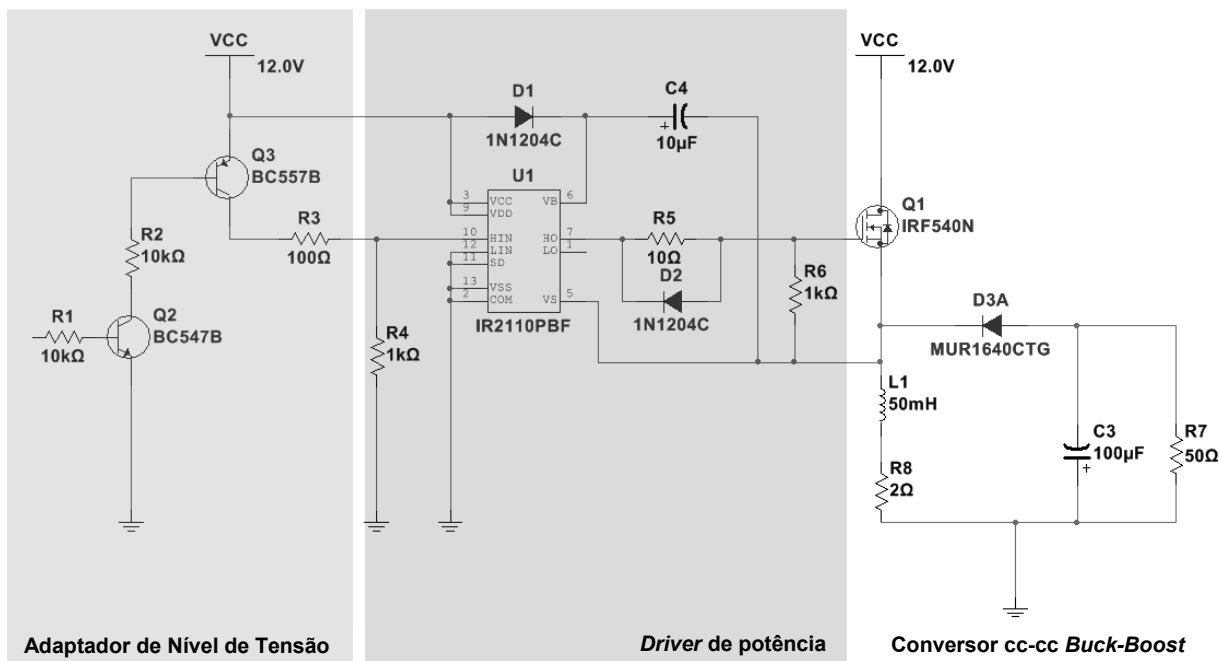 VCC
12.0V
Q3
BC557B
R2
10kΩ
R1
10kΩ
Q2
BC547B
Adaptador de Nível de Tensão
D1
1N1204C
C4
+
10µF
U1
3
VCC
VB
6
9
VDD
10
HIN
HO
7
12
LIN
LO
1
11
SD
13
VSS
2
COM
VS
5
IR2110PBF
R3
100Ω
R4
1kΩ
R5
10Ω
D2
1N1204C
R6
1kΩ
Driver de potência
VCC
12.0V
Q1
IRF540N
D3A
MUR1640CTG
L1
50mH
R8
2Ω
C3
100µF
+
R7
50Ω
Conversor cc-cc Buck-Boost